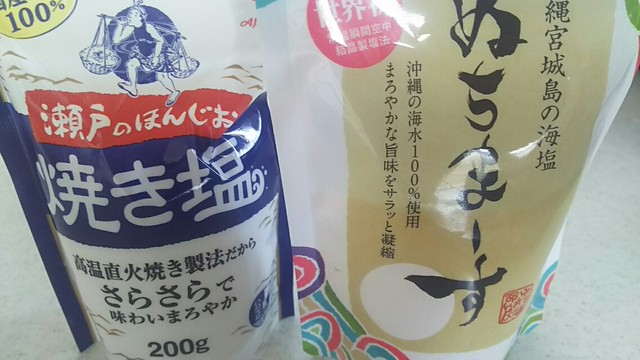 100%
瀬戸のほんじお
焼き塩
高温直火焼き製法だから
さらさらで
味わいまろやか
200g
沖縄の海水100%使用
まろやかな旨味をサラッと凝縮
ぬちまーす
縄宮城島の海塩